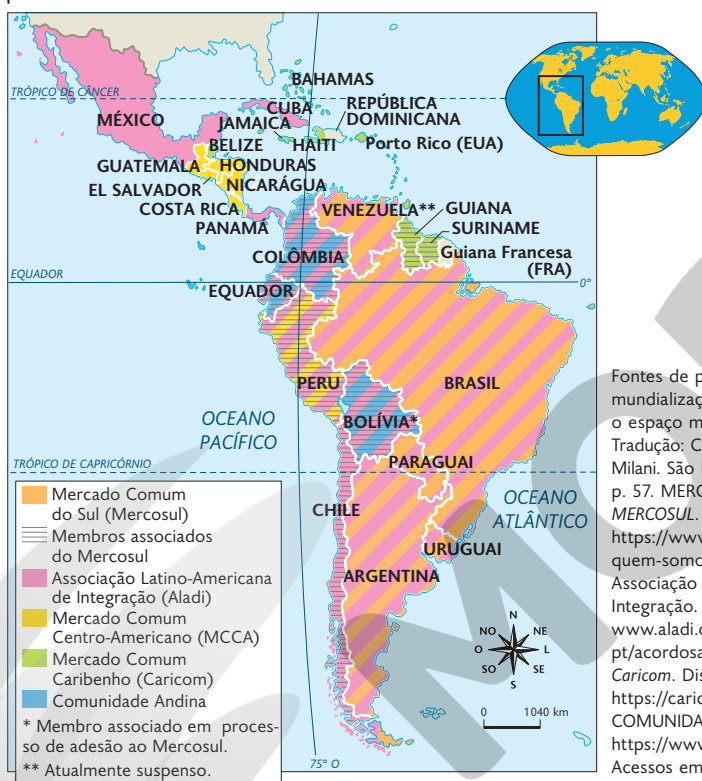 BAHAMAS
TRÓPICO DE CÂNCER
CUBA
REPÚBLICA
DOMINICANA
MÉXICO
JAMAICA
BELIZE
HAITI
Porto Rico (EUA)
GUATEMALA
HONDURAS
EL SALVADOR
NICARÁGUA
COSTA RICA
PANAMÁ
VENEZUELA**
GUIANA
SURINAME
Guiana Francesa
(FRA)
COLÔMBIA
EQUADOR
0°
EQUADOR
PERU
BRASIL
BOLÍVIA*
OCEANO
PACÍFICO
PARAGUAI
TRÓPICO DE CAPRICÓRNIO
CHILE
OCEANO
ATLÂNTICO
URUGUAI
ARGENTINA
Mercado Comum
do Sul (Mercosul)
Membros associados
do Mercosul
Associação Latino-Americana
de Integração (Aladi)
Mercado Comum
Centro-Americano (MCCA)
Mercado Comum
Caribenho (Caricom)
Comunidade Andina
* Membro associado em proces-
so de adesão ao Mercosul.
** Atualmente suspenso.
N
NO NE
O L
SO SE
S
0 1040 km
75° O
Fontes de p
mundializaç
o espaço m
Tradução: C
Milani. São
p. 57. MERC
MERCOSUL.
https://www
quem-somo
Associação
Integração.
www.aladi.o
pt/acordosa
Caricom. Dis
https://caric
COMUNIDA
https://www
Acessos em